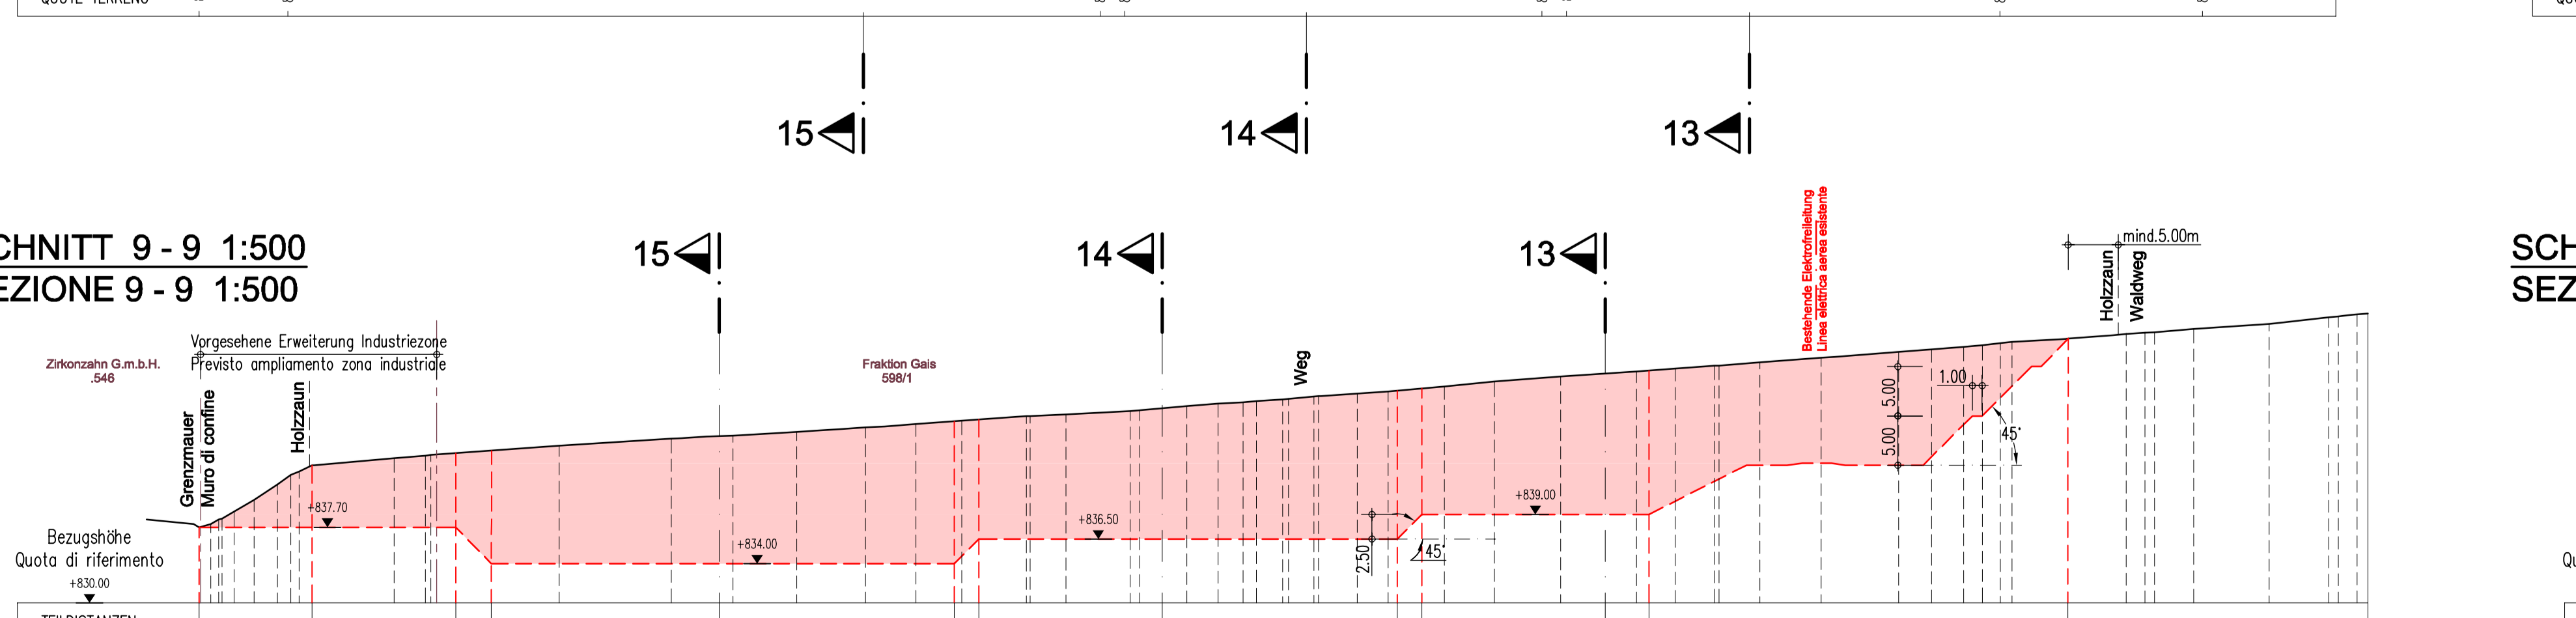 15
14
13
CHNITT 9 - 9 1:500
EZIONE 9 - 9 1:500
15
14
13
Bestehende Elektrofreileitung
Linea elettrica aerea esistente
mind.5.00m
Holzzaun
Waldweg
SCH
SEZ
Vorgesehene Erweiterung Industriezone
Previsto ampliamento zona industriale
Zirkonzahn G.m.b.H.
.546
Fraktion Gais
598/1
Weg
Grenzmauer
Muro di confine
Holzzaun
5.00
1.00
5.00
45°
+837.70
+834.00
+836.50
+839.00
2.50
45°
Bezugshöhe
Quota di riferimento
+830.00